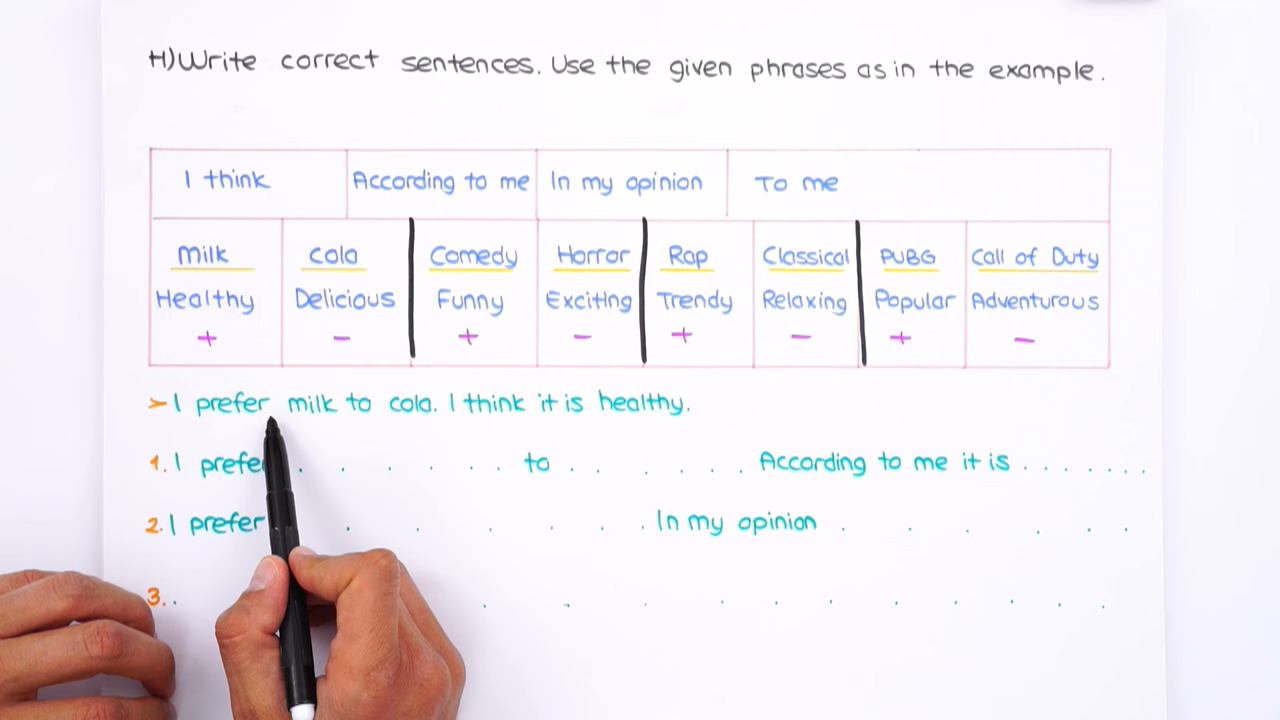 H) Write correct sentences. Use the given phrases as in the example.
I think According to me In my opinion To me
Milk Cola Comedy Horror Rap Classical PUBG Call of Duty
Healthy Delicious Funny Exciting Trendy Relaxing Popular Adventurous
+ - + - + - + -
> I prefer milk to cola. I think it is healthy.
1. I prefe . . . . . . to . . . . . According to me it is . . . . . . .
2. I prefer . . . . . . In my opinion . . . . . .
3. . . . . . . . . . . . .